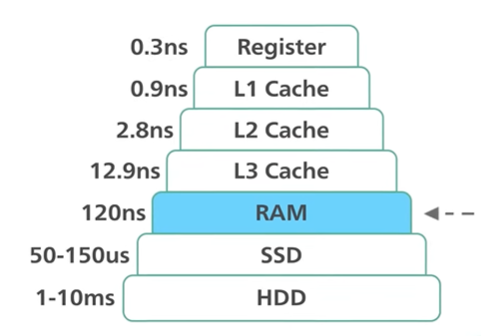 0.3ns Register
0.9ns L1 Cache
2.8ns L2 Cache
12.9ns L3 Cache
120ns RAM
50-150us SSD
1-10ms HDD